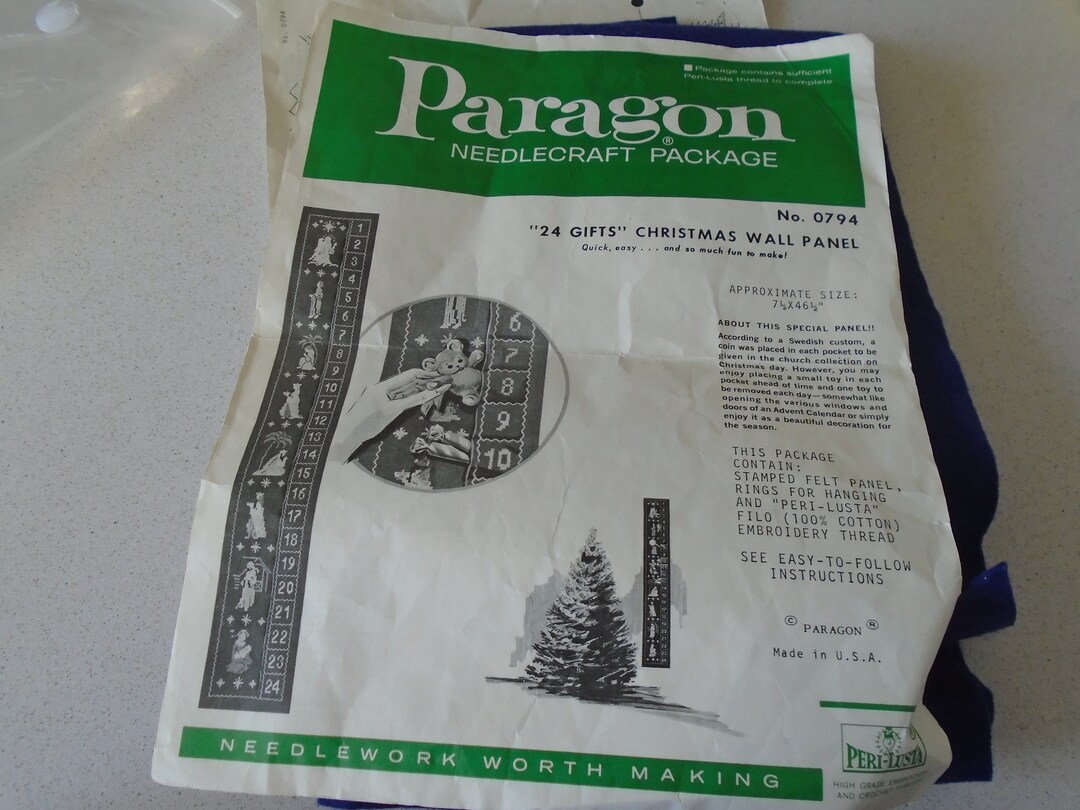 No. 0794
Paragon®
NEEDLECRAFT PACKAGE
■ Package contains sufficient
Peri-Lusta thread to complete
No. 0794
"24 GIFTS" CHRISTMAS WALL PANEL
Quick, easy . . . and so much fun to make!
APPROXIMATE SIZE:
7½X46½"
ABOUT THIS SPECIAL PANEL!!
According to a Swedish custom, a
coin was placed in each pocket to be
given in the church collection on
Christmas day. However, you may
enjoy placing a small toy in each
pocket ahead of time and one toy to
be removed each day—somewhat like
opening the various windows and
doors of an Advent Calendar or simply
enjoy it as a beautiful decoration for
the season.
THIS PACKAGE
CONTAIN:
STAMPED FELT PANEL,
RINGS FOR HANGING
AND "PERI-LUSTA"
FILO (100% COTTON)
EMBROIDERY THREAD
SEE EASY-TO-FOLLOW
INSTRUCTIONS
© PARAGON ®
Made in U.S.A.
1
2
3
4
5
6
7
8
9
10
11
12
13
14
15
16
17
18
19
20
21
22
23
24
6
7
8
9
10
PERI-LUSTA
HIGH GRADE
AND CROCHET
NEEDLEWORK WORTH MAKING